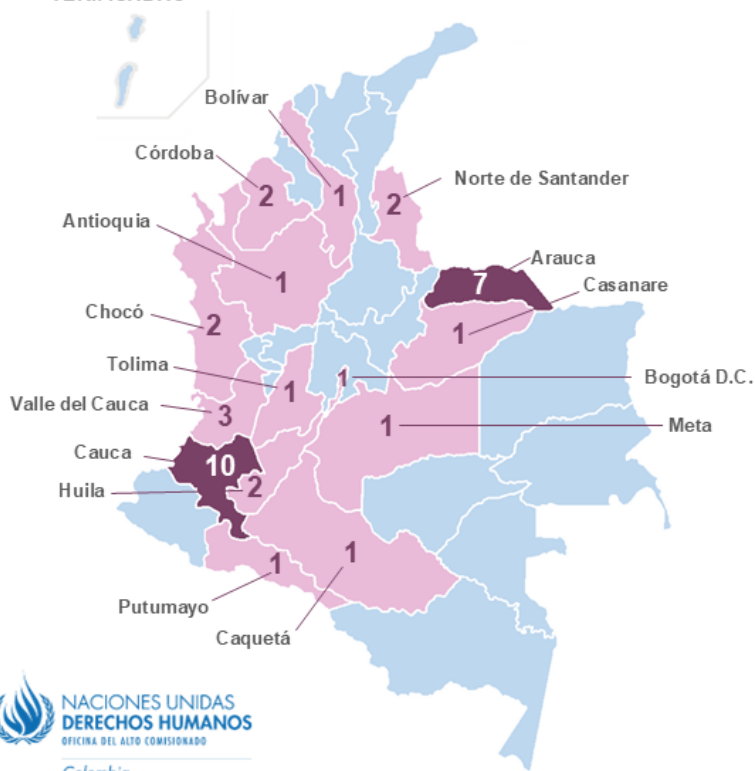 Bolívar
Córdoba
2
1
Norte de Santander
2
Antioquia
1
Arauca
7
Casanare
1
Chocó
2
Tolima
1
1
Bogotá D.C.
Valle del Cauca
3
1
Meta
Cauca
10
Huila
2
1
1
Putumayo
Caquetá
NACIONES UNIDAS
DERECHOS HUMANOS
OFICINA DEL ALTO COMISIONADO